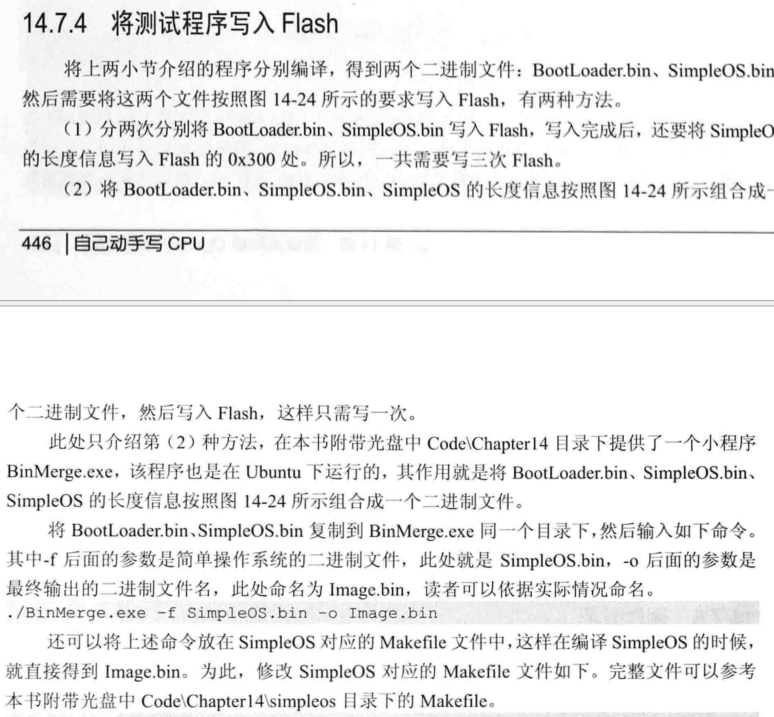 14.7.4 将测试程序写入 Flash
将上两小节介绍的程序分别编译，得到两个二进制文件：BootLoader.bin、SimpleOS.bin
然后需要将这两个文件按照图 14-24 所示的要求写入 Flash，有两种方法。
（1）分两次分别将 BootLoader.bin、SimpleOS.bin 写入 Flash，写入完成后，还要将 SimpleO
的长度信息写入 Flash 的 0x300 处。所以，一共需要写三次 Flash。
（2）将 BootLoader.bin、SimpleOS.bin、SimpleOS 的长度信息按照图 14-24 所示组合成一
446 | 自己动手写 CPU
个二进制文件，然后写入 Flash，这样只需写一次。
此处只介绍第（2）种方法，在本书附带光盘中 Code\Chapter14 目录下提供了一个小程序
BinMerge.exe，该程序也是在 Ubuntu 下运行的，其作用就是将 BootLoader.bin、SimpleOS.bin、
SimpleOS 的长度信息按照图 14-24 所示组合成一个二进制文件。
将 BootLoader.bin、SimpleOS.bin 复制到 BinMerge.exe 同一个目录下，然后输入如下命令。
其中-f 后面的参数是简单操作系统的二进制文件，此处就是 SimpleOS.bin，-o 后面的参数是
最终输出的二进制文件名，此处命名为 Image.bin，读者可以依据实际情况命名。
./BinMerge.exe -f SimpleOS.bin -o Image.bin
还可以将上述命令放在 SimpleOS 对应的 Makefile 文件中，这样在编译 SimpleOS 的时候，
就直接得到 Image.bin。为此，修改 SimpleOS 对应的 Makefile 文件如下。完整文件可以参考
本书附带光盘中 Code\Chapter14\simpleos 目录下的 Makefile。